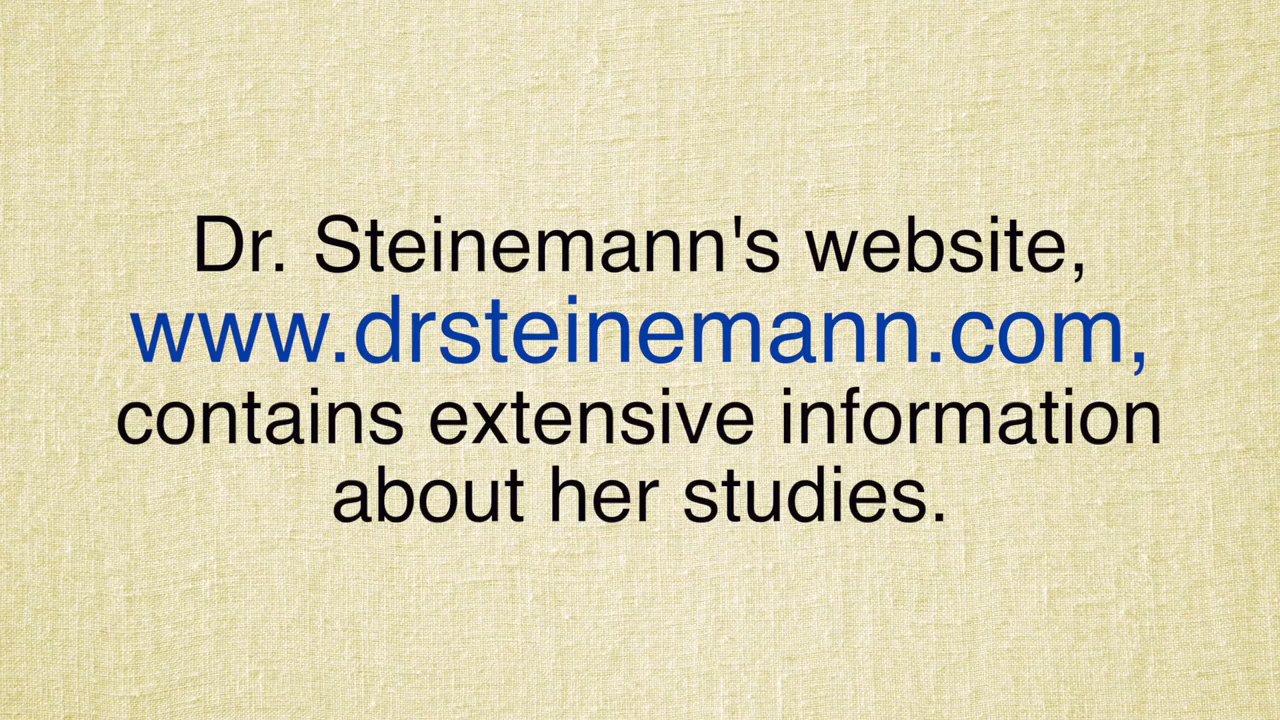 Dr. Steinemann's website,
www.drsteinemann.com,
contains extensive information
about her studies.